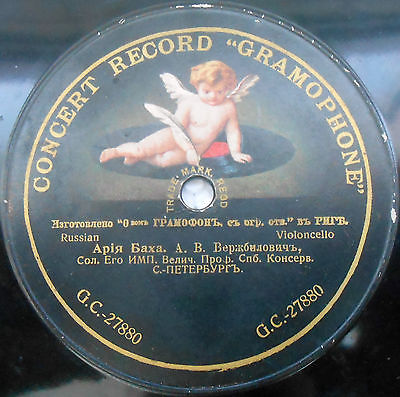 CONCERT RECORD "GRAMOPHONE"
TRADE MARK. REGD
Изготовлено "О вомъ ГРАМОФОНЪ, съ огр. отв." въ РИГѢ.
Russian Violoncello
Арія Баха. А. В. Вержбиловичъ,
Сол. Его ИМП. Велич. Проф. Спб. Консерв.
С.-ПЕТЕРБУРГЪ.
G.C.-27880 G.C.-27880